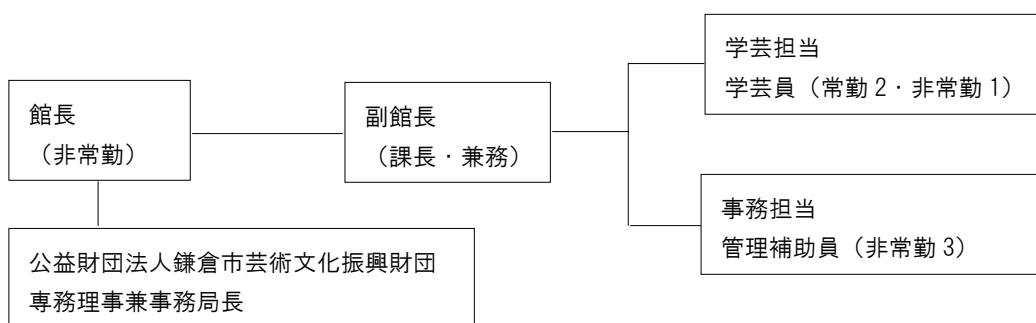 館長
（非常勤）
副館長
（課長・兼務）
学芸担当
学芸員（常勤 2・非常勤 1）
事務担当
管理補助員（非常勤 3）
公益財団法人鎌倉市芸術文化振興財団
専務理事兼事務局長